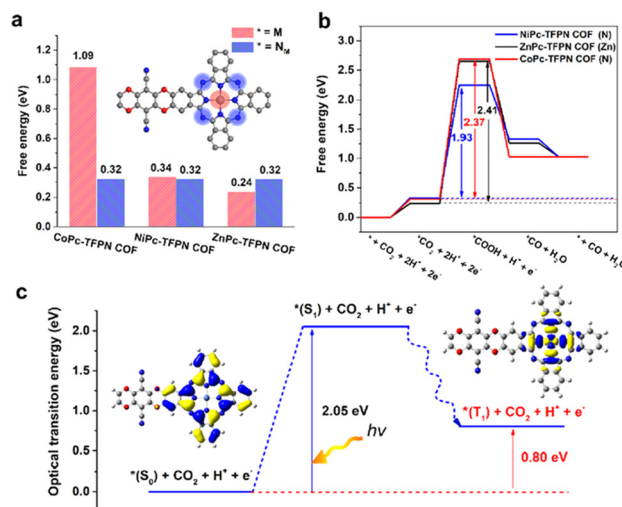 a
* = M
* = N_M
Free energy (eV)
1.2
1.0
0.8
0.6
0.4
0.2
0.0
1.09
0.32
0.34
0.32
0.24
0.32
CoPc-TFPN COF
NiPc-TFPN COF
ZnPc-TFPN COF
b
NiPc-TFPN COF (N)
ZnPc-TFPN COF (Zn)
CoPc-TFPN COF (N)
Free energy (eV)
3.0
2.5
2.0
1.5
1.0
0.5
0.0
1.93
2.37
2.41
* + CO₂ + 2H⁺ + 2e⁻
*CO₂ + 2H⁺ + 2e⁻
*COOH + H⁺ + e⁻
*CO + H₂O
* + CO + H₂O
c
Optical transition energy (eV)
2.0
1.5
1.0
0.5
0.0
*(S₁) + CO₂ + H⁺ + e⁻
2.05 eV
hv
*(S₀) + CO₂ + H⁺ + e⁻
*(T₁) + CO₂ + H⁺ + e⁻
0.80 eV